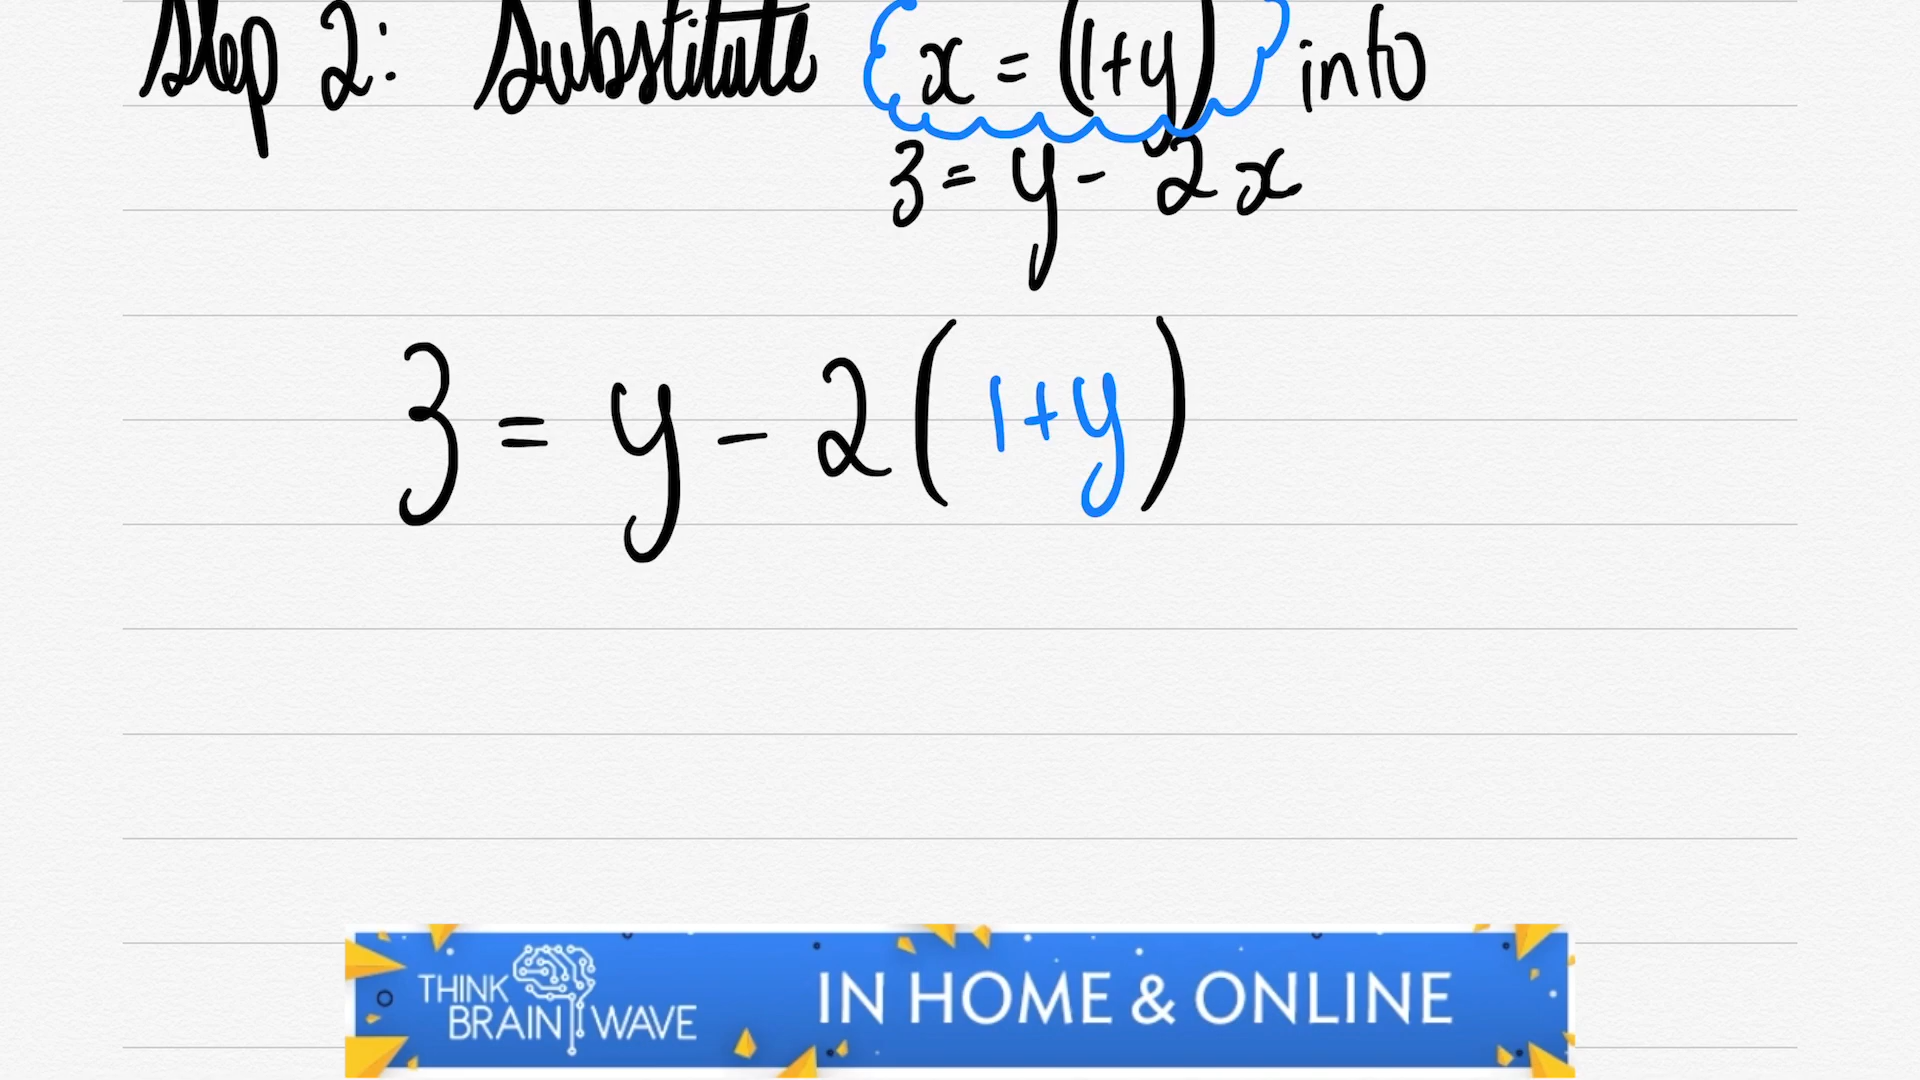 Step 2: Substitute x = (1+y) into
3 = y - 2x
3 = y - 2(1+y)
THINK BRAIN WAVE
IN HOME & ONLINE